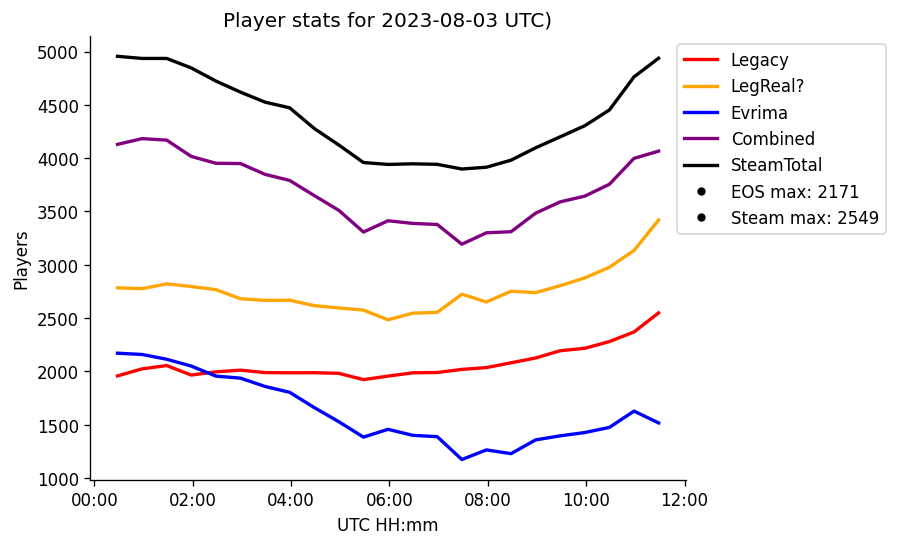 Player stats for 2023-08-03 UTC)
5000
4500
4000
3500
3000
2500
2000
1500
1000
Players
00:00 02:00 04:00 06:00 08:00 10:00 12:00
UTC HH:mm
Legacy
LegReal?
Evrima
Combined
SteamTotal
EOS max: 2171
Steam max: 2549